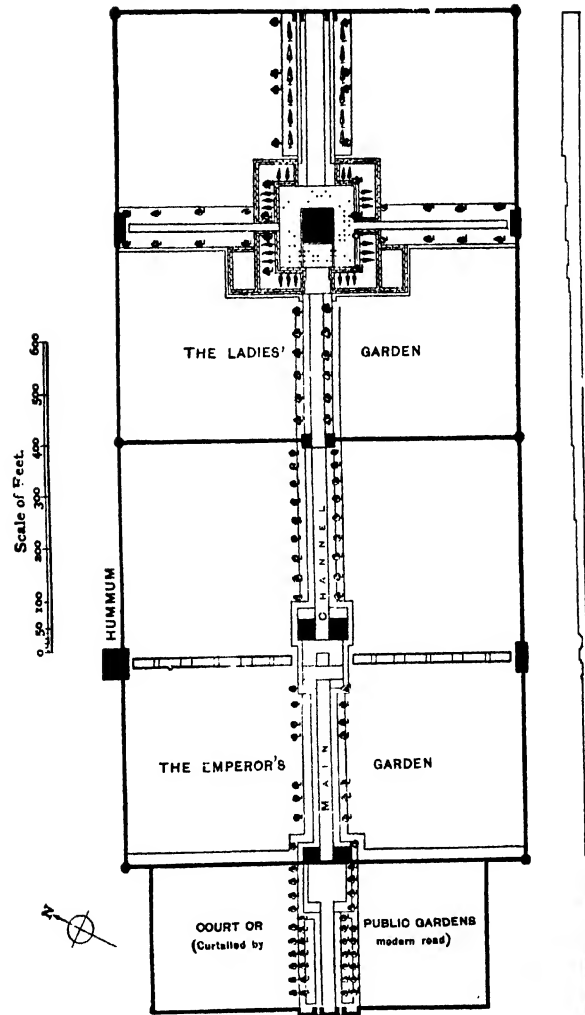 THE LADIES' GARDEN
600
500
400
300
200
100
50
0
Scale of Feet.
HUMMUM
CHANNEL
THE EMPEROR'S GARDEN
MAIN
N
COURT OR PUBLIC GARDENS
(Curtailed by modern road)